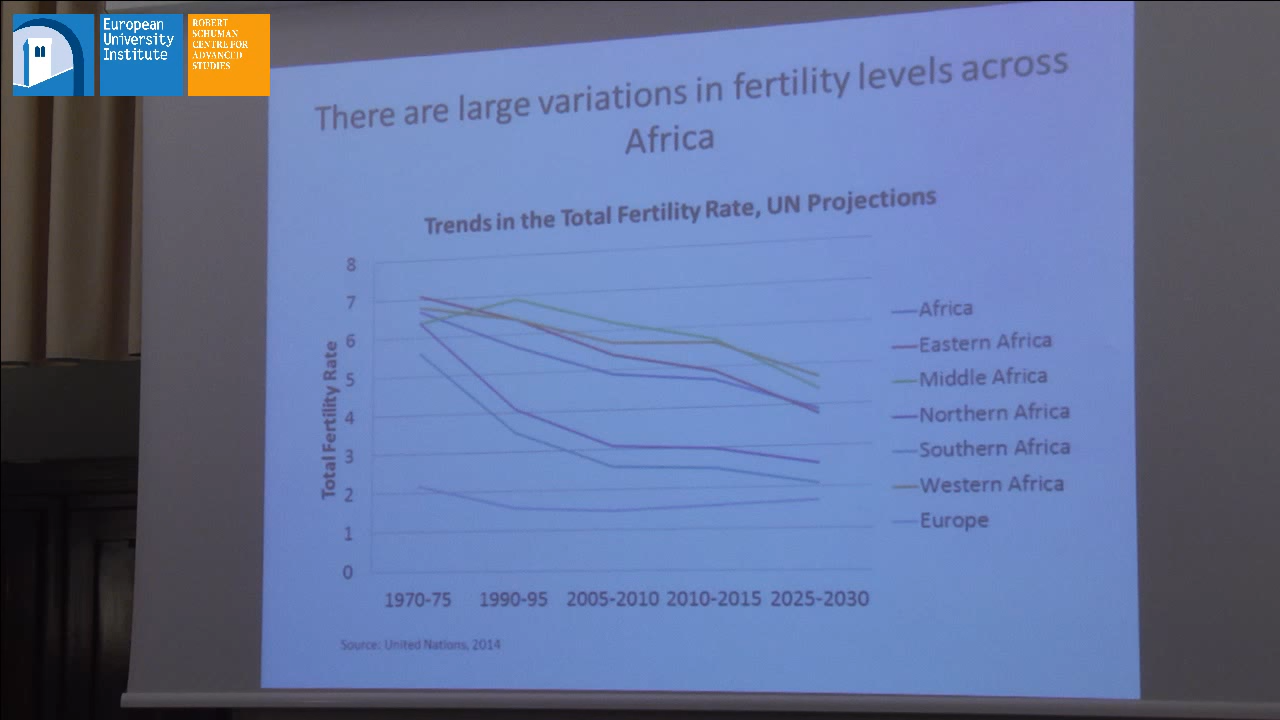 European
University
Institute
ROBERT
SCHUMAN
CENTRE FOR
ADVANCED
STUDIES
There are large variations in fertility levels across
Africa
Trends in the Total Fertility Rate, UN Projections
Total Fertility Rate
8
7
6
5
4
3
2
1
0
1970-75 1990-95 2005-2010 2010-2015 2025-2030
Africa
Eastern Africa
Middle Africa
Northern Africa
Southern Africa
Western Africa
Europe
Source: United Nations, 2014